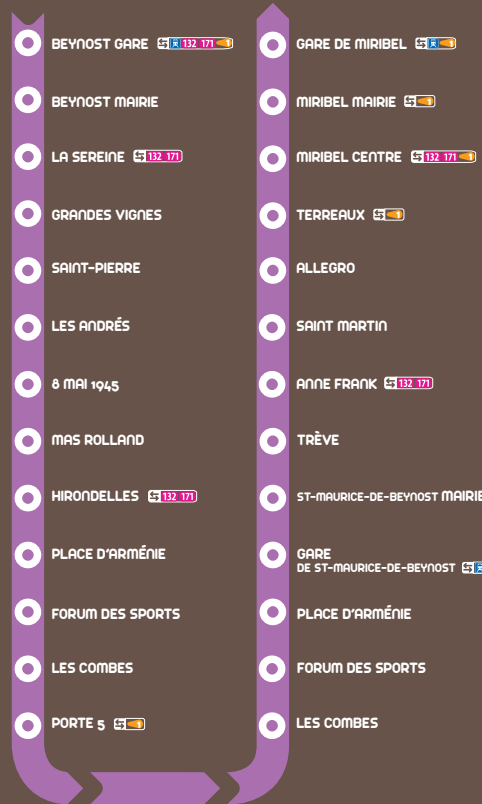 BEYNOST GARE 132 171 1
BEYNOST MAIRIE
LA SEREINE 132 171
GRANDES VIGNES
SAINT-PIERRE
LES ANDRÉS
8 MAI 1945
MAS ROLLAND
HIRONDELLES 132 171
PLACE D'ARMÉNIE
FORUM DES SPORTS
LES COMBES
PORTE 5 1
GARE DE MIRIBEL 1
MIRIBEL MAIRIE 1
MIRIBEL CENTRE 132 171 1
TERREAUX 1
ALLEGRO
SAINT MARTIN
ANNE FRANK 132 171
TRÈVE
ST-MAURICE-DE-BEYNOST MAIRIE
GARE
DE ST-MAURICE-DE-BEYNOST
PLACE D'ARMÉNIE
FORUM DES SPORTS
LES COMBES